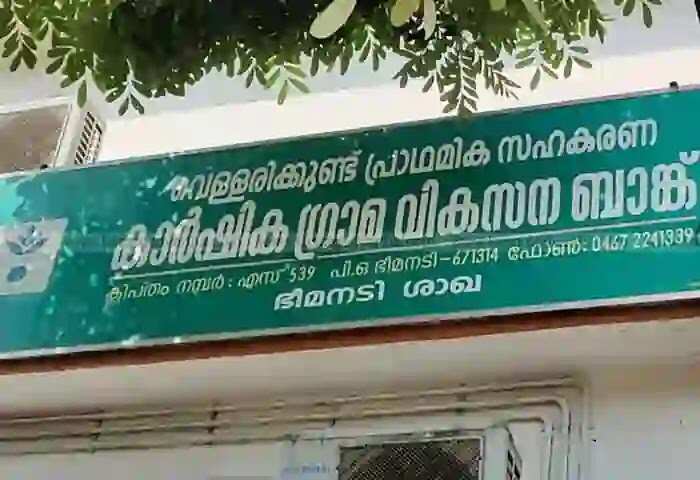 വെള്ളരിക്കുണ്ട് പ്രാഥമിക സഹകരണ
കാർഷിക ഗ്രാമ വികസന ബാങ്ക്
ക്ലിപ്തം നമ്പർ : എസ് 539 പി.ഒ ഭീമനടി-671314 ഫോൺ: 0467 2241339
ഭീമനടി ശാഖ